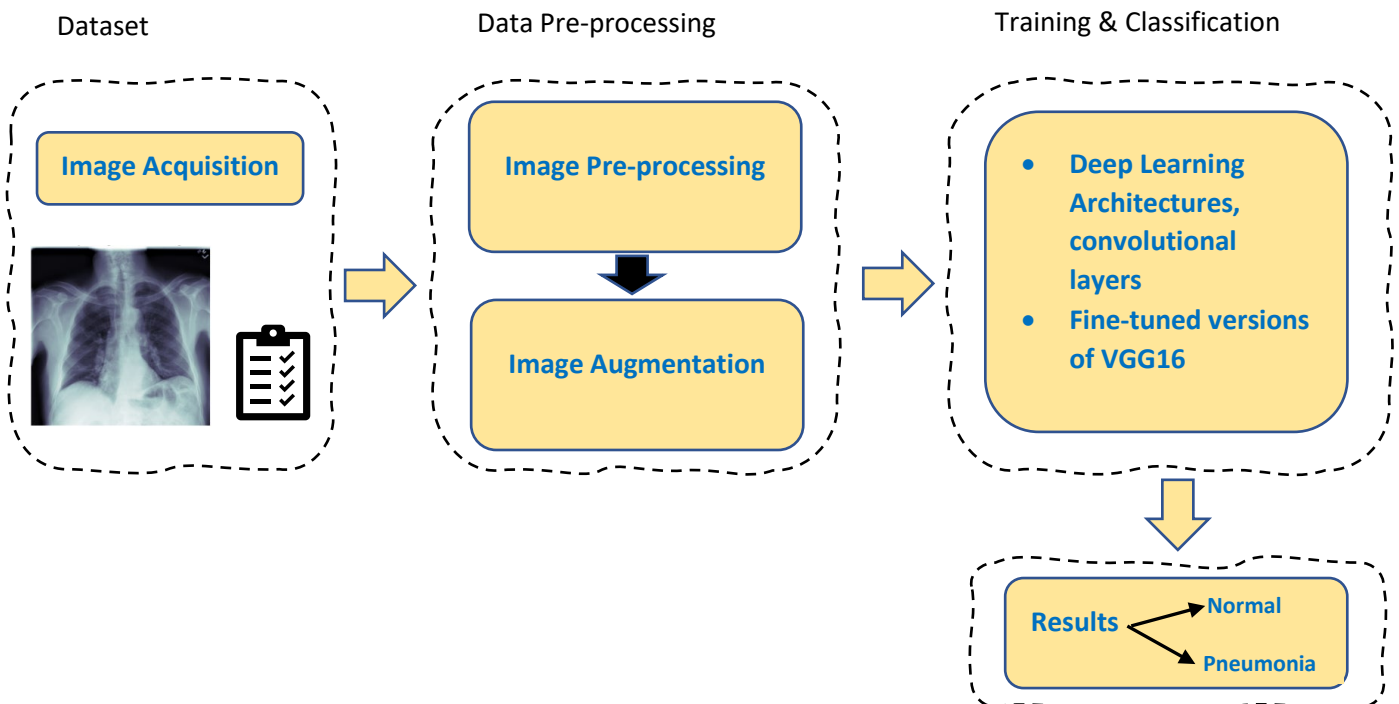 Dataset
Data Pre-processing
Training & Classification
Image Acquisition
Image Pre-processing
Image Augmentation
• Deep Learning
Architectures,
convolutional
layers
• Fine-tuned versions
of VGG16
Results
Normal
Pneumonia